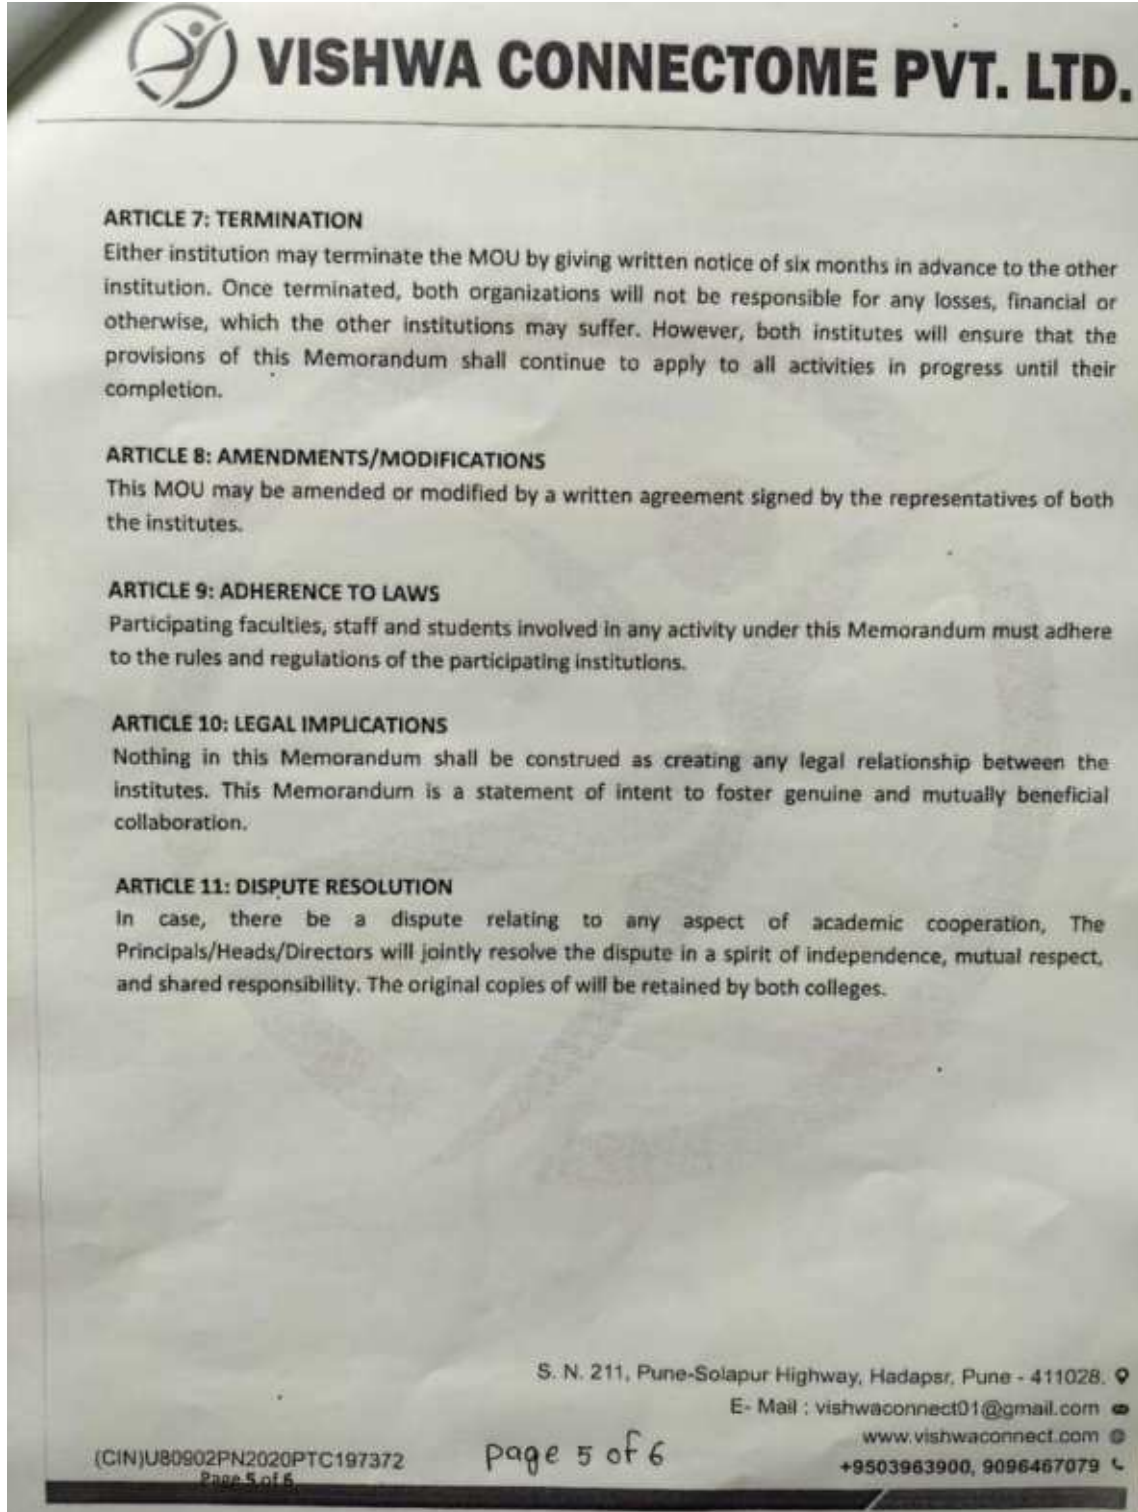 VISHWA CONNECTOME PVT. LTD.
ARTICLE 7: TERMINATION
Either institution may terminate the MOU by giving written notice of six months in advance to the other
institution. Once terminated, both organizations will not be responsible for any losses, financial or
otherwise, which the other institutions may suffer. However, both institutes will ensure that the
provisions of this Memorandum shall continue to apply to all activities in progress until their
completion.
ARTICLE 8: AMENDMENTS/MODIFICATIONS
This MOU may be amended or modified by a written agreement signed by the representatives of both
the institutes.
ARTICLE 9: ADHERENCE TO LAWS
Participating faculties, staff and students involved in any activity under this Memorandum must adhere
to the rules and regulations of the participating institutions.
ARTICLE 10: LEGAL IMPLICATIONS
Nothing in this Memorandum shall be construed as creating any legal relationship between the
institutes. This Memorandum is a statement of intent to foster genuine and mutually beneficial
collaboration.
ARTICLE 11: DISPUTE RESOLUTION
In case, there be a dispute relating to any aspect of academic cooperation, The
Principals/Heads/Directors will jointly resolve the dispute in a spirit of independence, mutual respect,
and shared responsibility. The original copies of will be retained by both colleges.
S. N. 211, Pune-Solapur Highway, Hadapsr, Pune - 411028.
E- Mail : vishwaconnect01@gmail.com
www.vishwaconnect.com
+9503963900, 9096467079
(CIN)U80902PN2020PTC197372
Page 5 of 6
page 5 of 6